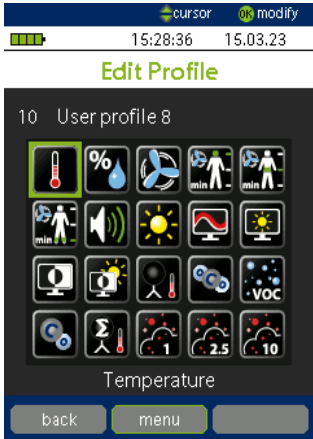 cursor OK modify
15:28:36 15.03.23
Edit Profile
10 User profile 8
% min min
min
VOC
Σ 1 2.5 10
Temperature
back menu